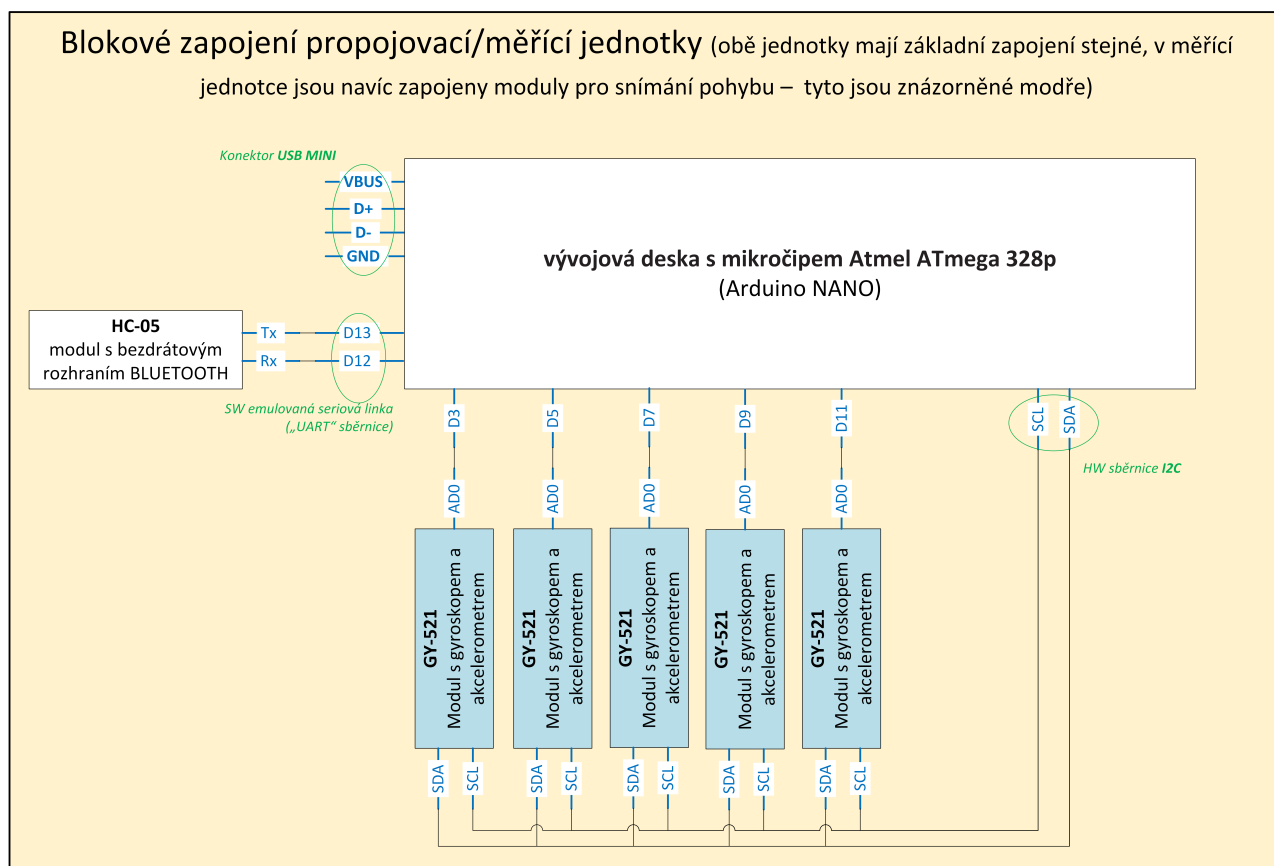 Blokové zapojení propojovací/měřící jednotky (obě jednotky mají základní zapojení stejné, v měřící
jednotce jsou navíc zapojeny moduly pro snímání pohybu – tyto jsou znázorněné modře)
Konektor USB MINI
VBUS
D+
D-
GND
vývojová deska s mikročipem Atmel ATmega 328p
(Arduino NANO)
HC-05
modul s bezdrátovým
rozhraním BLUETOOTH
Tx
D13
Rx
D12
SW emulovaná seriová linka
(„UART“ sběrnice)
D3
D5
D7
D9
D11
SCL
SDA
HW sběrnice I2C
AD0
AD0
AD0
AD0
AD0
GY-521
Modul s gyroskopem a
akcelerometrem
GY-521
Modul s gyroskopem a
akcelerometrem
GY-521
Modul s gyroskopem a
akcelerometrem
GY-521
Modul s gyroskopem a
akcelerometrem
GY-521
Modul s gyroskopem a
akcelerometrem
SDA
SCL
SDA
SCL
SDA
SCL
SDA
SCL
SDA
SCL